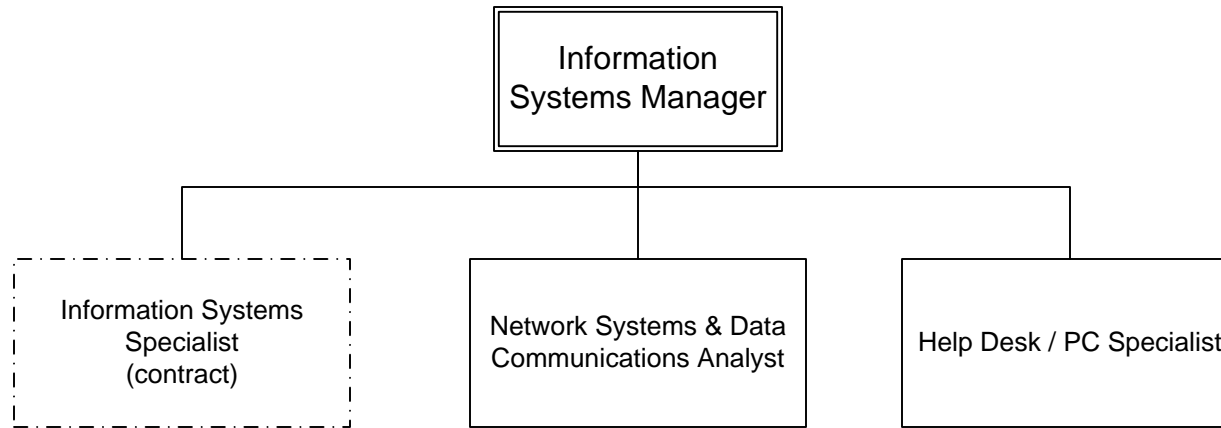 Information
Systems Manager
Information Systems
Specialist
(contract)
Network Systems & Data
Communications Analyst
Help Desk / PC Specialist